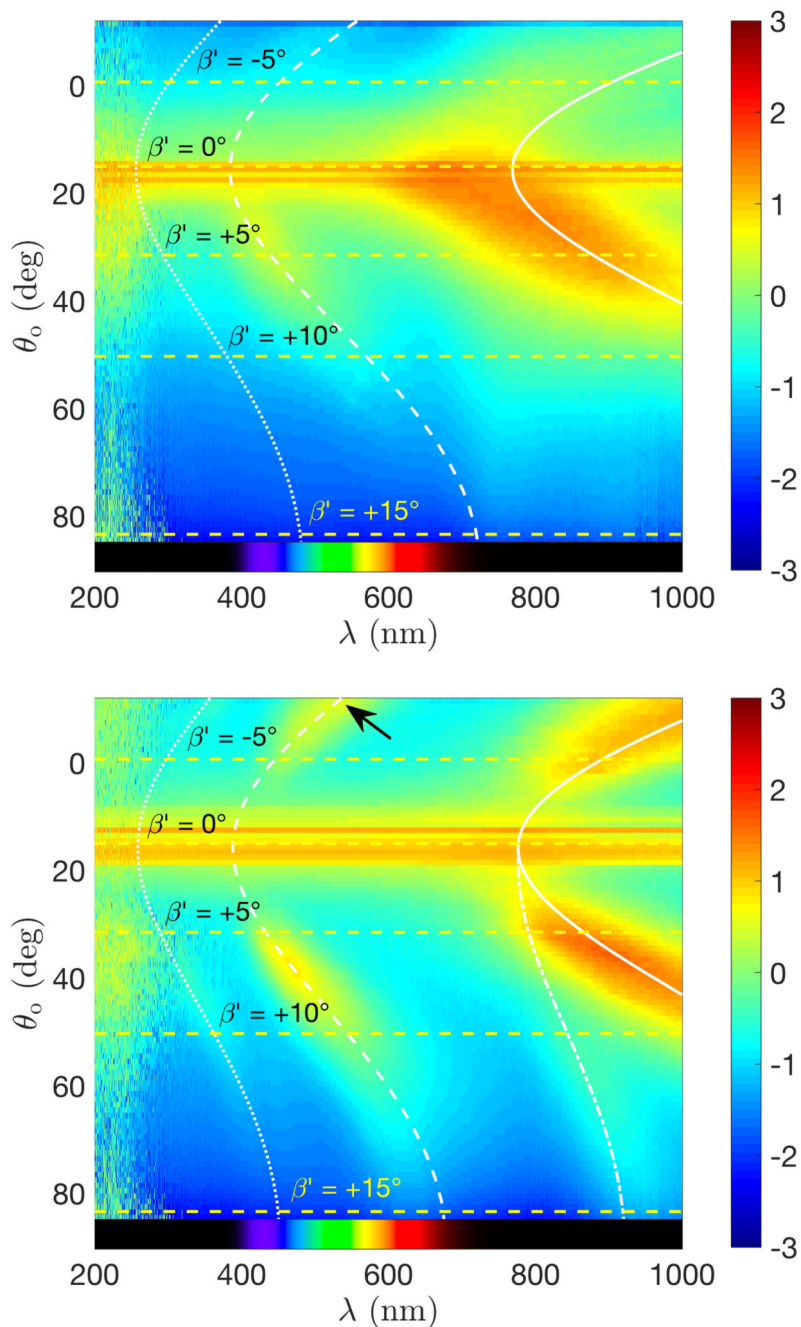 3
β' = -5°
0
2
β' = 0°
1
20
β' = +5°
0
θo (deg)
40
β' = +10°
-1
60
-2
β' = +15°
80
-3
200 400 600 800 1000
λ (nm)
3
β' = -5°
0
2
β' = 0°
1
20
β' = +5°
0
θo (deg)
40
β' = +10°
-1
60
-2
β' = +15°
80
-3
200 400 600 800 1000
λ (nm)